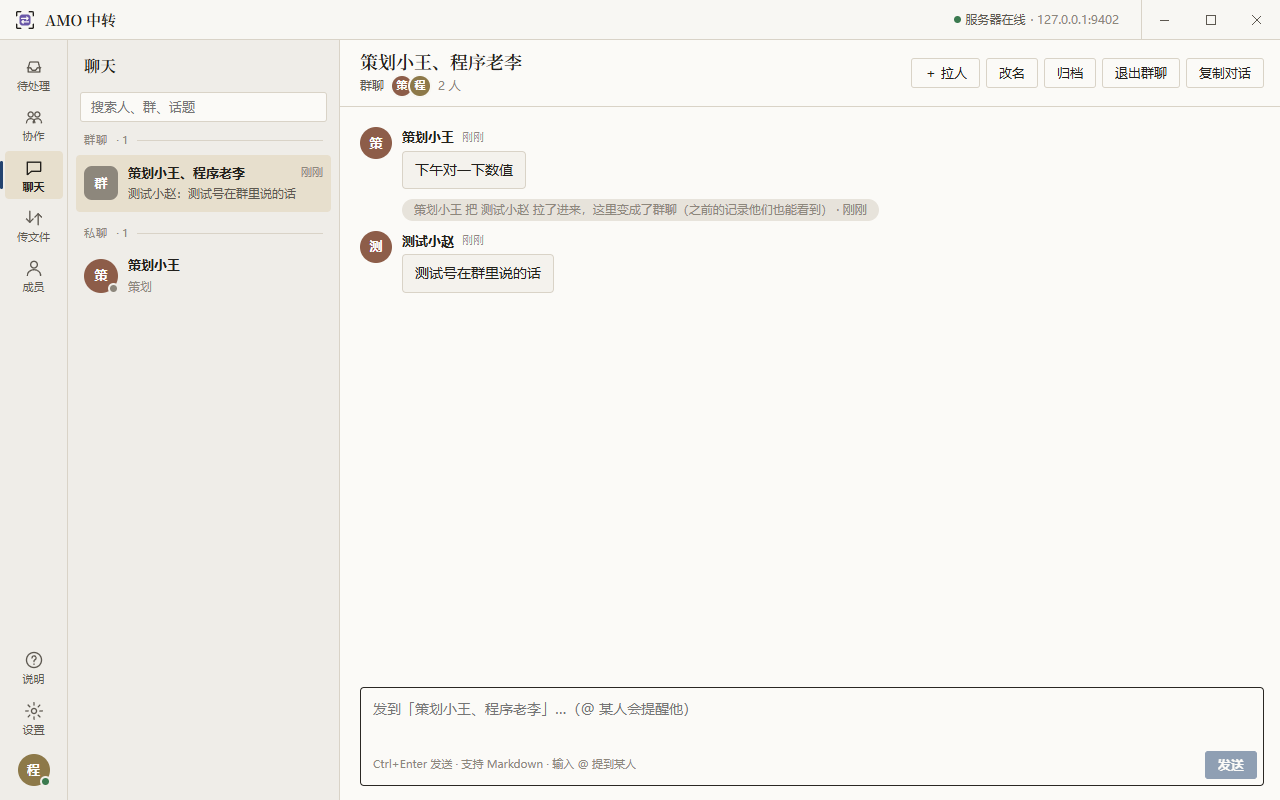 AMO 中转
服务器在线 · 127.0.0.1:9402
待处理
协作
聊天
传文件
成员
说明
设置
程
聊天
搜索人、群、话题
群聊 · 1
群
策划小王、程序老李
刚刚
测试小赵：测试号在群里说的话
私聊 · 1
策
策划小王
策划
策划小王、程序老李
群聊 策 程 2 人
+ 拉人
改名
归档
退出群聊
复制对话
策
策划小王 刚刚
下午对一下数值
策划小王 把 测试小赵 拉了进来，这里变成了群聊（之前的记录他们也能看到） · 刚刚
测
测试小赵 刚刚
测试号在群里说的话
发到「策划小王、程序老李」…（@ 某人会提醒他）
Ctrl+Enter 发送 · 支持 Markdown · 输入 @ 提到某人
发送